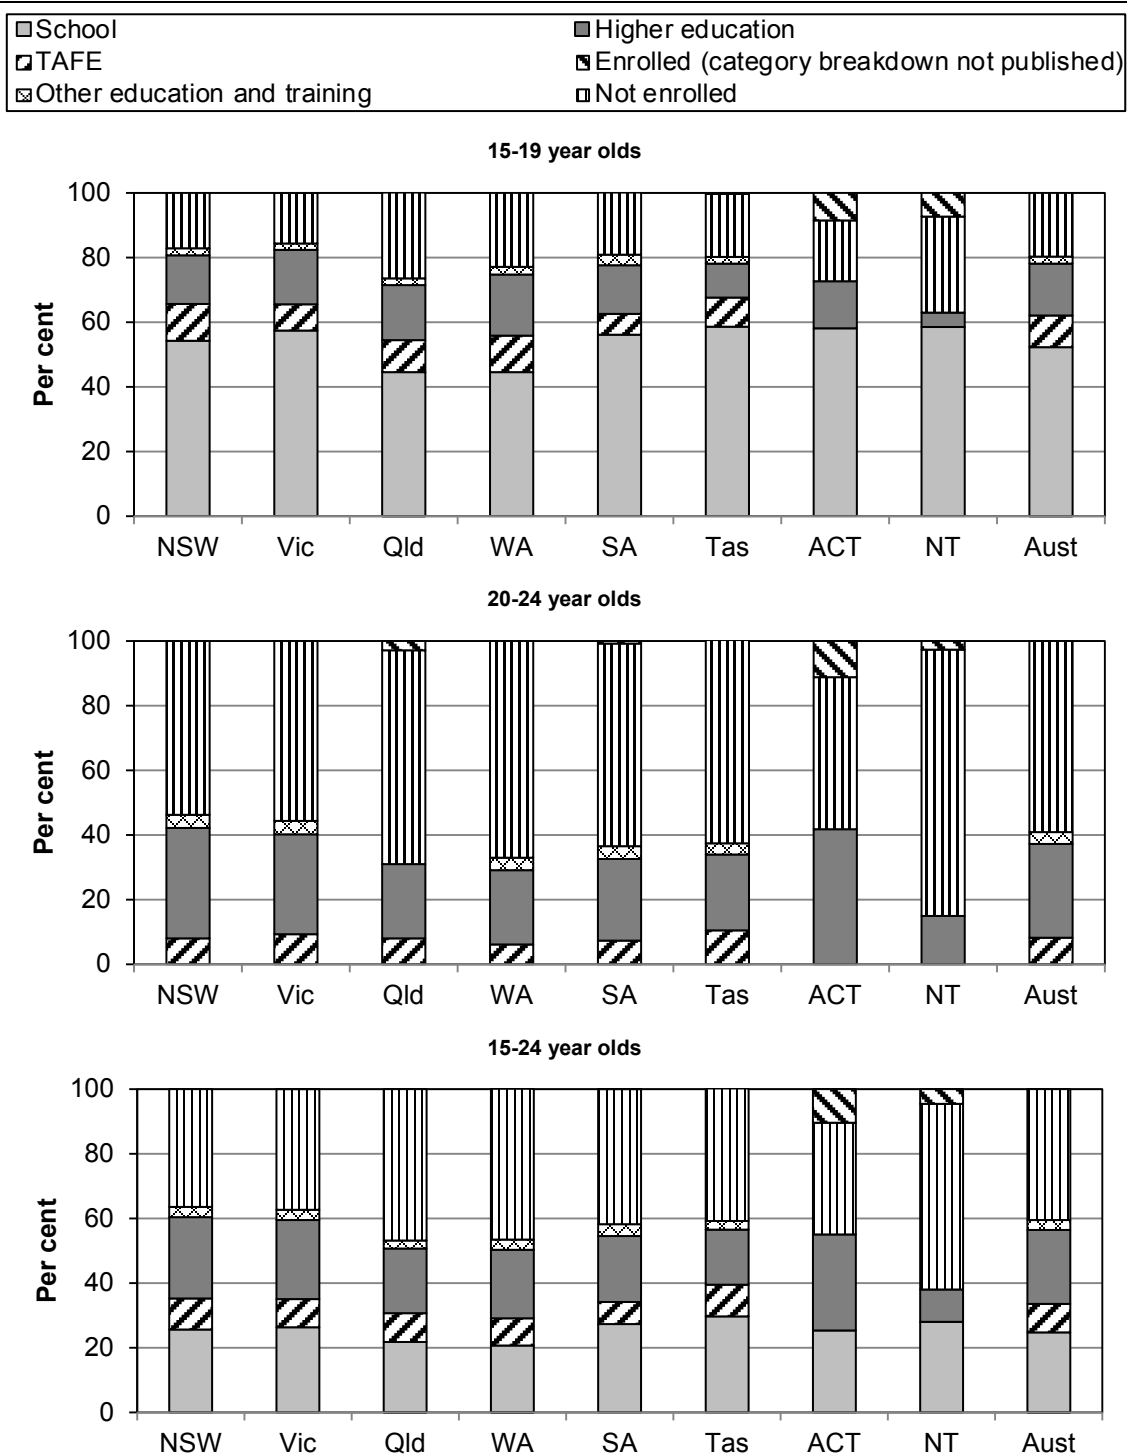 School Higher education
TAFE Enrolled (category breakdown not published)
Other education and training Not enrolled
15-19 year olds
100
80
60
40
20
0
Per cent
NSW Vic Qld WA SA Tas ACT NT Aust
20-24 year olds
100
80
60
40
20
0
Per cent
NSW Vic Qld WA SA Tas ACT NT Aust
15-24 year olds
100
80
60
40
20
0
Per cent
NSW Vic Qld WA SA Tas ACT NT Aust